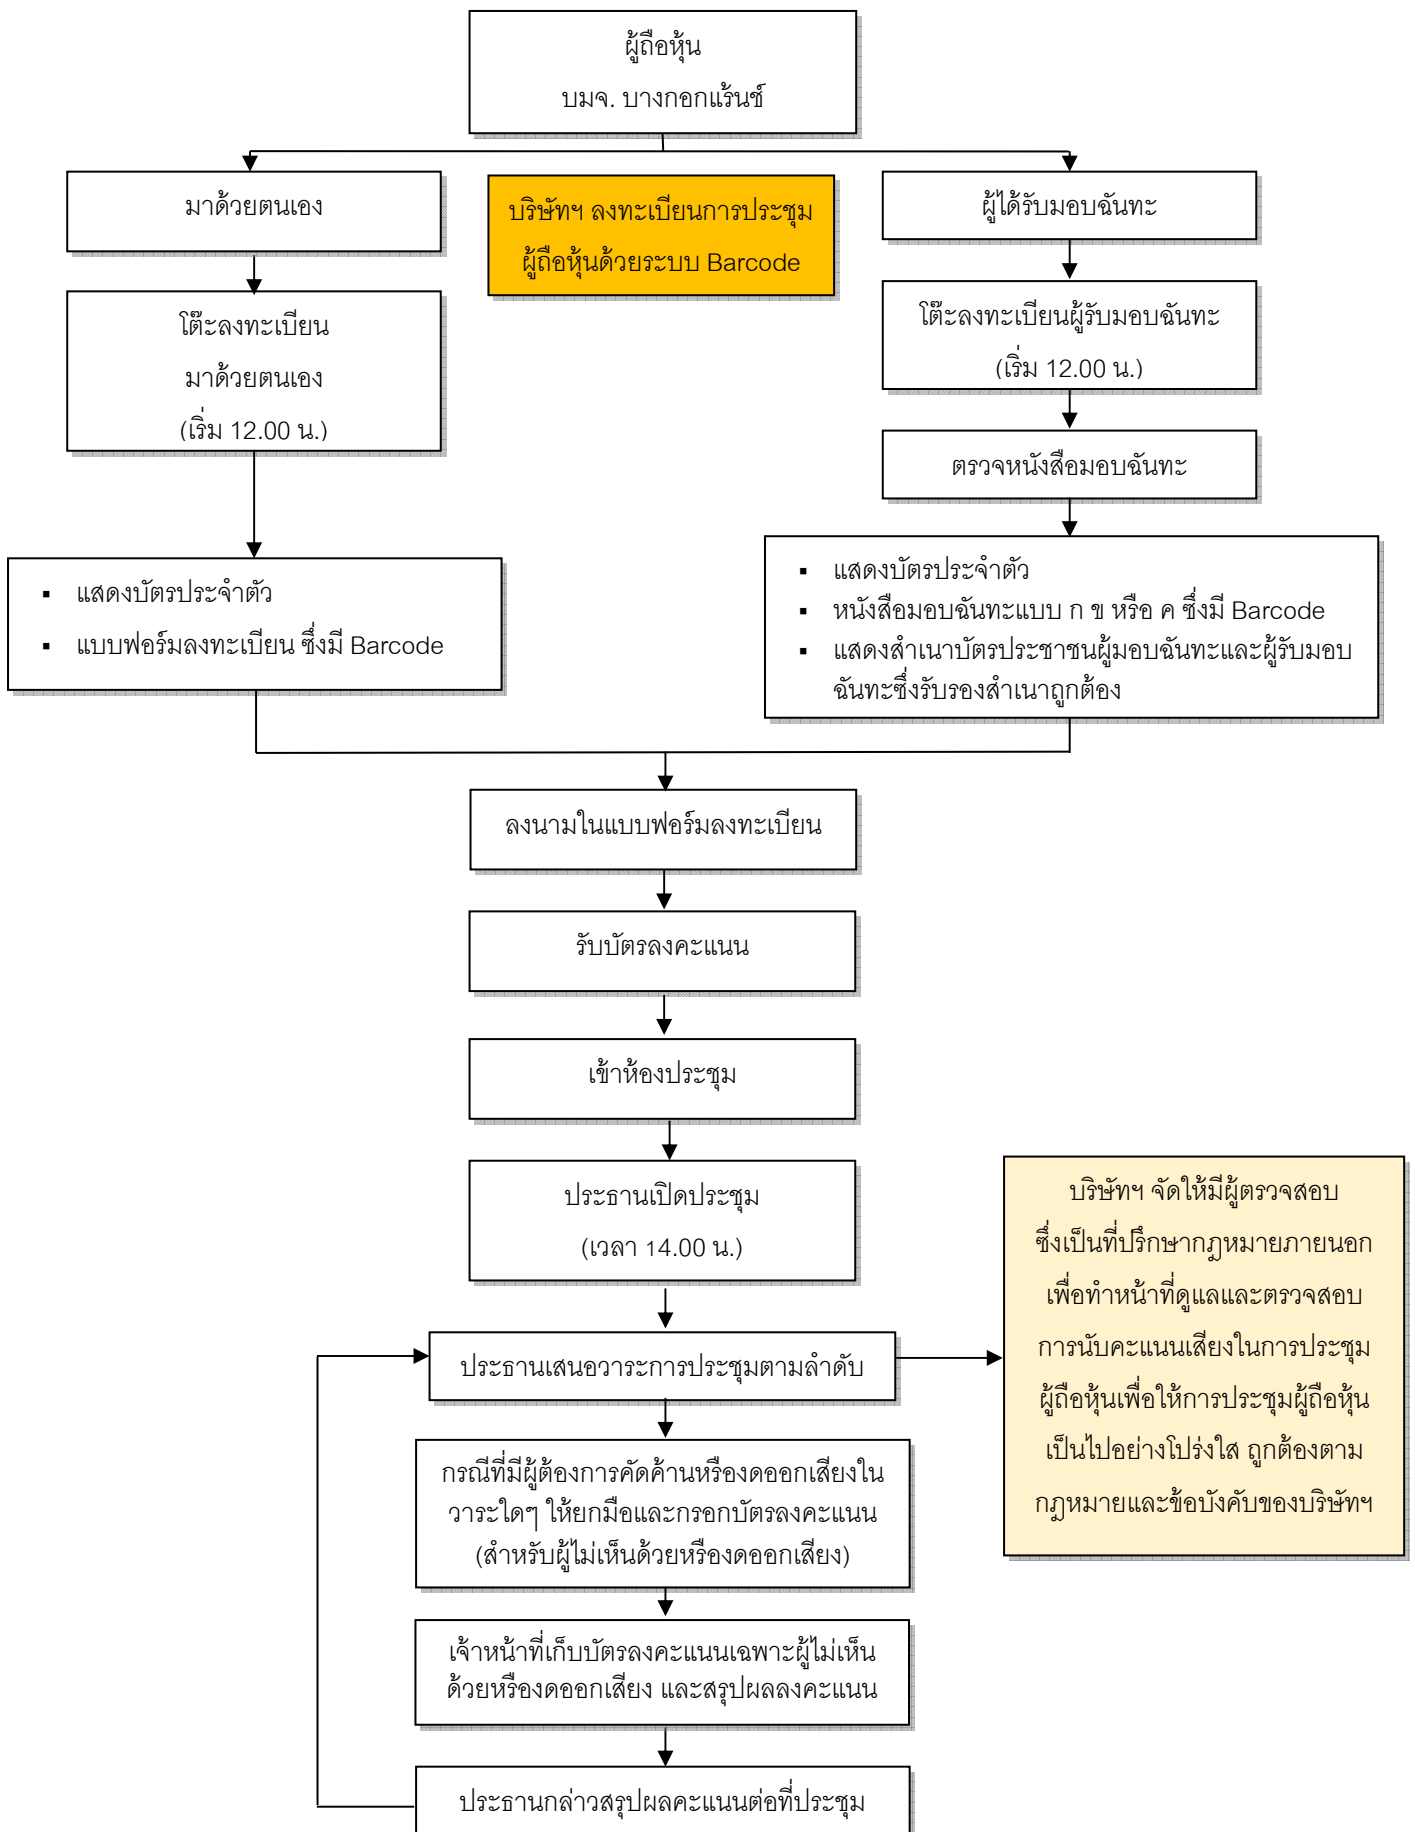 ผู้ถือหุ้น
บมจ. บางกอกแร้นช์
มาด้วยตนเอง
บริษัทฯ ลงทะเบียนการประชุม
ผู้ถือหุ้นด้วยระบบ Barcode
ผู้ได้รับมอบฉันทะ
โต๊ะลงทะเบียน
มาด้วยตนเอง
(เริ่ม 12.00 น.)
โต๊ะลงทะเบียนผู้รับมอบฉันทะ
(เริ่ม 12.00 น.)
ตรวจหนังสือมอบฉันทะ
▪ แสดงบัตรประจำตัว
▪ แบบฟอร์มลงทะเบียน ซึ่งมี Barcode
▪ แสดงบัตรประจำตัว
▪ หนังสือมอบฉันทะแบบ ก ข หรือ ค ซึ่งมี Barcode
▪ แสดงสำเนาบัตรประชาชนผู้มอบฉันทะและผู้รับมอบ
ฉันทะซึ่งรับรองสำเนาถูกต้อง
ลงนามในแบบฟอร์มลงทะเบียน
รับบัตรลงคะแนน
เข้าห้องประชุม
ประธานเปิดประชุม
(เวลา 14.00 น.)
ประธานเสนอวาระการประชุมตามลำดับ
บริษัทฯ จัดให้มีผู้ตรวจสอบ
ซึ่งเป็นที่ปรึกษากฎหมายภายนอก
เพื่อทำหน้าที่ดูแลและตรวจสอบ
การนับคะแนนเสียงในการประชุม
ผู้ถือหุ้นเพื่อให้การประชุมผู้ถือหุ้น
เป็นไปอย่างโปร่งใส ถูกต้องตาม
กฎหมายและข้อบังคับของบริษัทฯ
กรณีที่มีผู้ต้องการคัดค้านหรืองดออกเสียงใน
วาระใดๆ ให้ยกมือและกรอกบัตรลงคะแนน
(สำหรับผู้ไม่เห็นด้วยหรืองดออกเสียง)
เจ้าหน้าที่เก็บบัตรลงคะแนนเฉพาะผู้ไม่เห็น
ด้วยหรืองดออกเสียง และสรุปผลลงคะแนน
ประธานกล่าวสรุปผลคะแนนต่อที่ประชุม